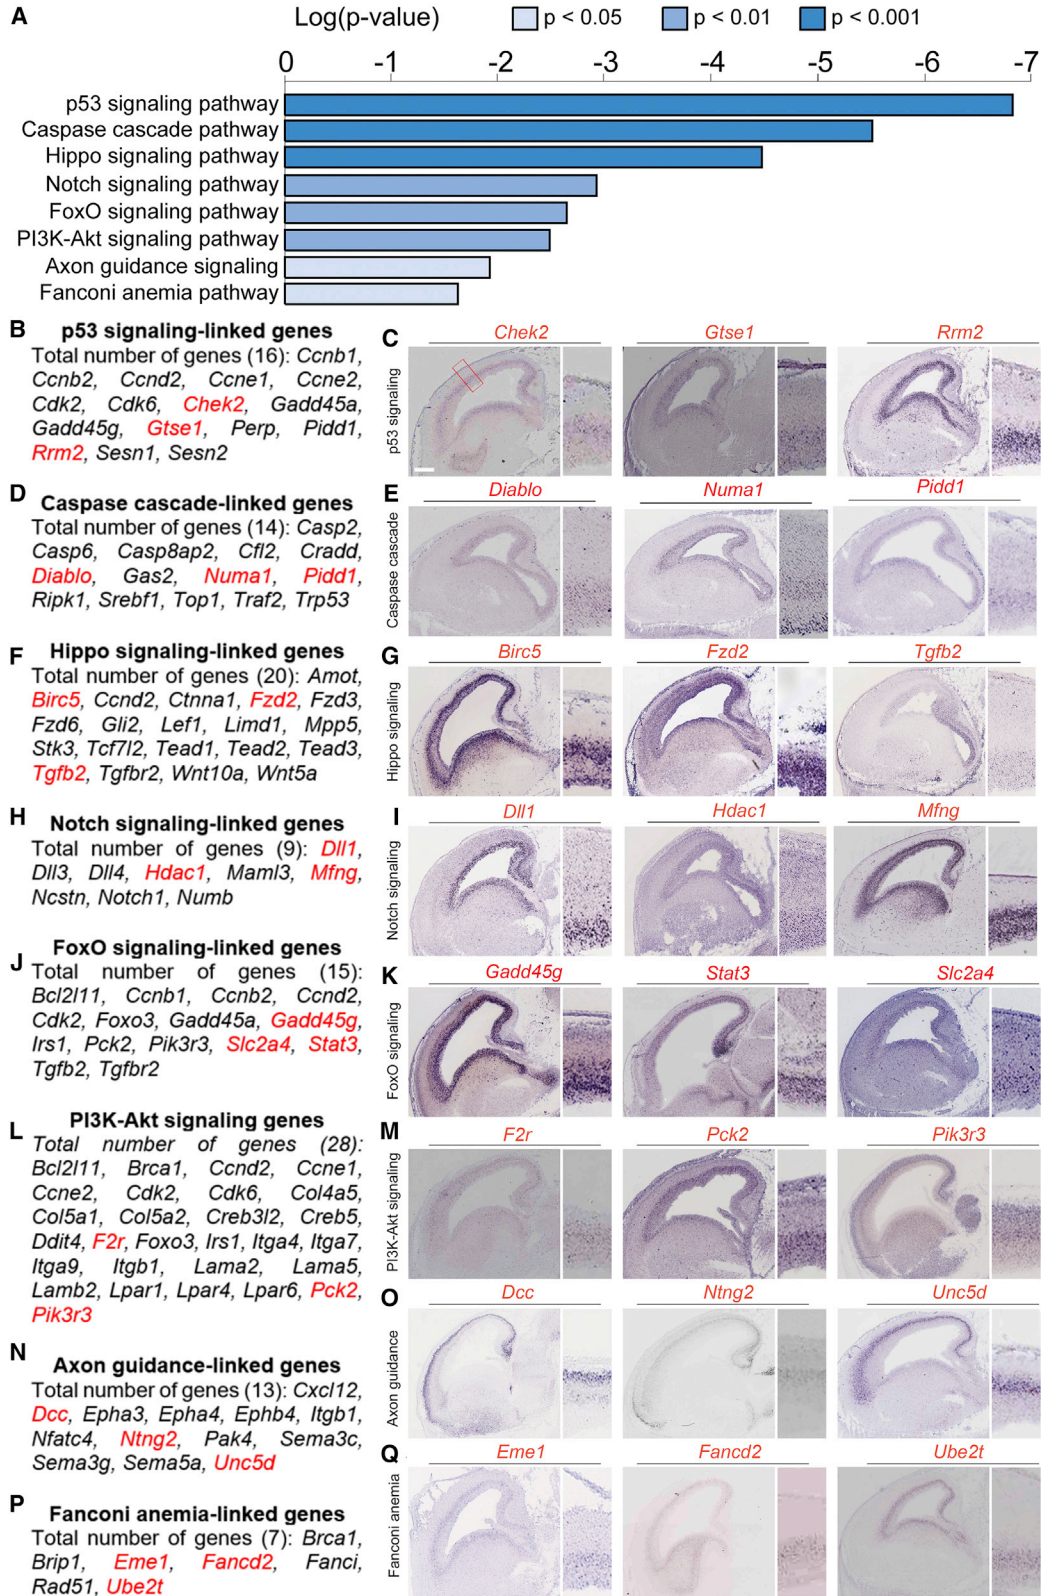 A
Log(p-value)
p < 0.05
p < 0.01
p < 0.001
0 -1 -2 -3 -4 -5 -6 -7
p53 signaling pathway
Caspase cascade pathway
Hippo signaling pathway
Notch signaling pathway
FoxO signaling pathway
PI3K-Akt signaling pathway
Axon guidance signaling
Fanconi anemia pathway
B
p53 signaling-linked genes
Total number of genes (16): Ccnb1,
Ccnb2, Ccnd2, Ccne1, Ccne2,
Cdk2, Cdk6, Chek2, Gadd45a,
Gadd45g, Gtse1, Perp, Pidd1,
Rrm2, Sesn1, Sesn2
C
p53 signaling
Chek2
Gtse1
Rrm2
D
Caspase cascade-linked genes
Total number of genes (14): Casp2,
Casp6, Casp8ap2, Cfl2, Cradd,
Diablo, Gas2, Numa1, Pidd1,
Ripk1, Srebf1, Top1, Traf2, Trp53
E
Caspase cascade
Diablo
Numa1
Pidd1
F
Hippo signaling-linked genes
Total number of genes (20): Amot,
Birc5, Ccnd2, Ctnna1, Fzd2, Fzd3,
Fzd6, Gli2, Lef1, Limd1, Mpp5,
Stk3, Tcf7l2, Tead1, Tead2, Tead3,
Tgfb2, Tgfbr2, Wnt10a, Wnt5a
G
Hippo signaling
Birc5
Fzd2
Tgfb2
H
Notch signaling-linked genes
Total number of genes (9): Dll1,
Dll3, Dll4, Hdac1, Maml3, Mfng,
Ncstn, Notch1, Numb
I
Notch signaling
Dll1
Hdac1
Mfng
J
FoxO signaling-linked genes
Total number of genes (15):
Bcl2l11, Ccnb1, Ccnb2, Ccnd2,
Cdk2, Foxo3, Gadd45a, Gadd45g,
Irs1, Pck2, Pik3r3, Slc2a4, Stat3,
Tgfb2, Tgfbr2
K
FoxO signaling
Gadd45g
Stat3
Slc2a4
L
PI3K-Akt signaling genes
Total number of genes (28):
Bcl2l11, Brca1, Ccnd2, Ccne1,
Ccne2, Cdk2, Cdk6, Col4a5,
Col5a1, Col5a2, Creb3l2, Creb5,
Ddit4, F2r, Foxo3, Irs1, Itga4, Itga7,
Itga9, Itgb1, Lama2, Lama5,
Lamb2, Lpar1, Lpar4, Lpar6, Pck2,
Pik3r3
M
PI3K-Akt signaling
F2r
Pck2
Pik3r3
N
Axon guidance-linked genes
Total number of genes (13): Cxcl12,
Dcc, Epha3, Epha4, Ephb4, Itgb1,
Nfatc4, Ntng2, Pak4, Sema3c,
Sema3g, Sema5a, Unc5d
O
Axon guidance
Dcc
Ntng2
Unc5d
P
Fanconi anemia-linked genes
Total number of genes (7): Brca1,
Brip1, Eme1, Fancd2, Fanci,
Rad51, Ube2t
Q
Fanconi anemia
Eme1
Fancd2
Ube2t